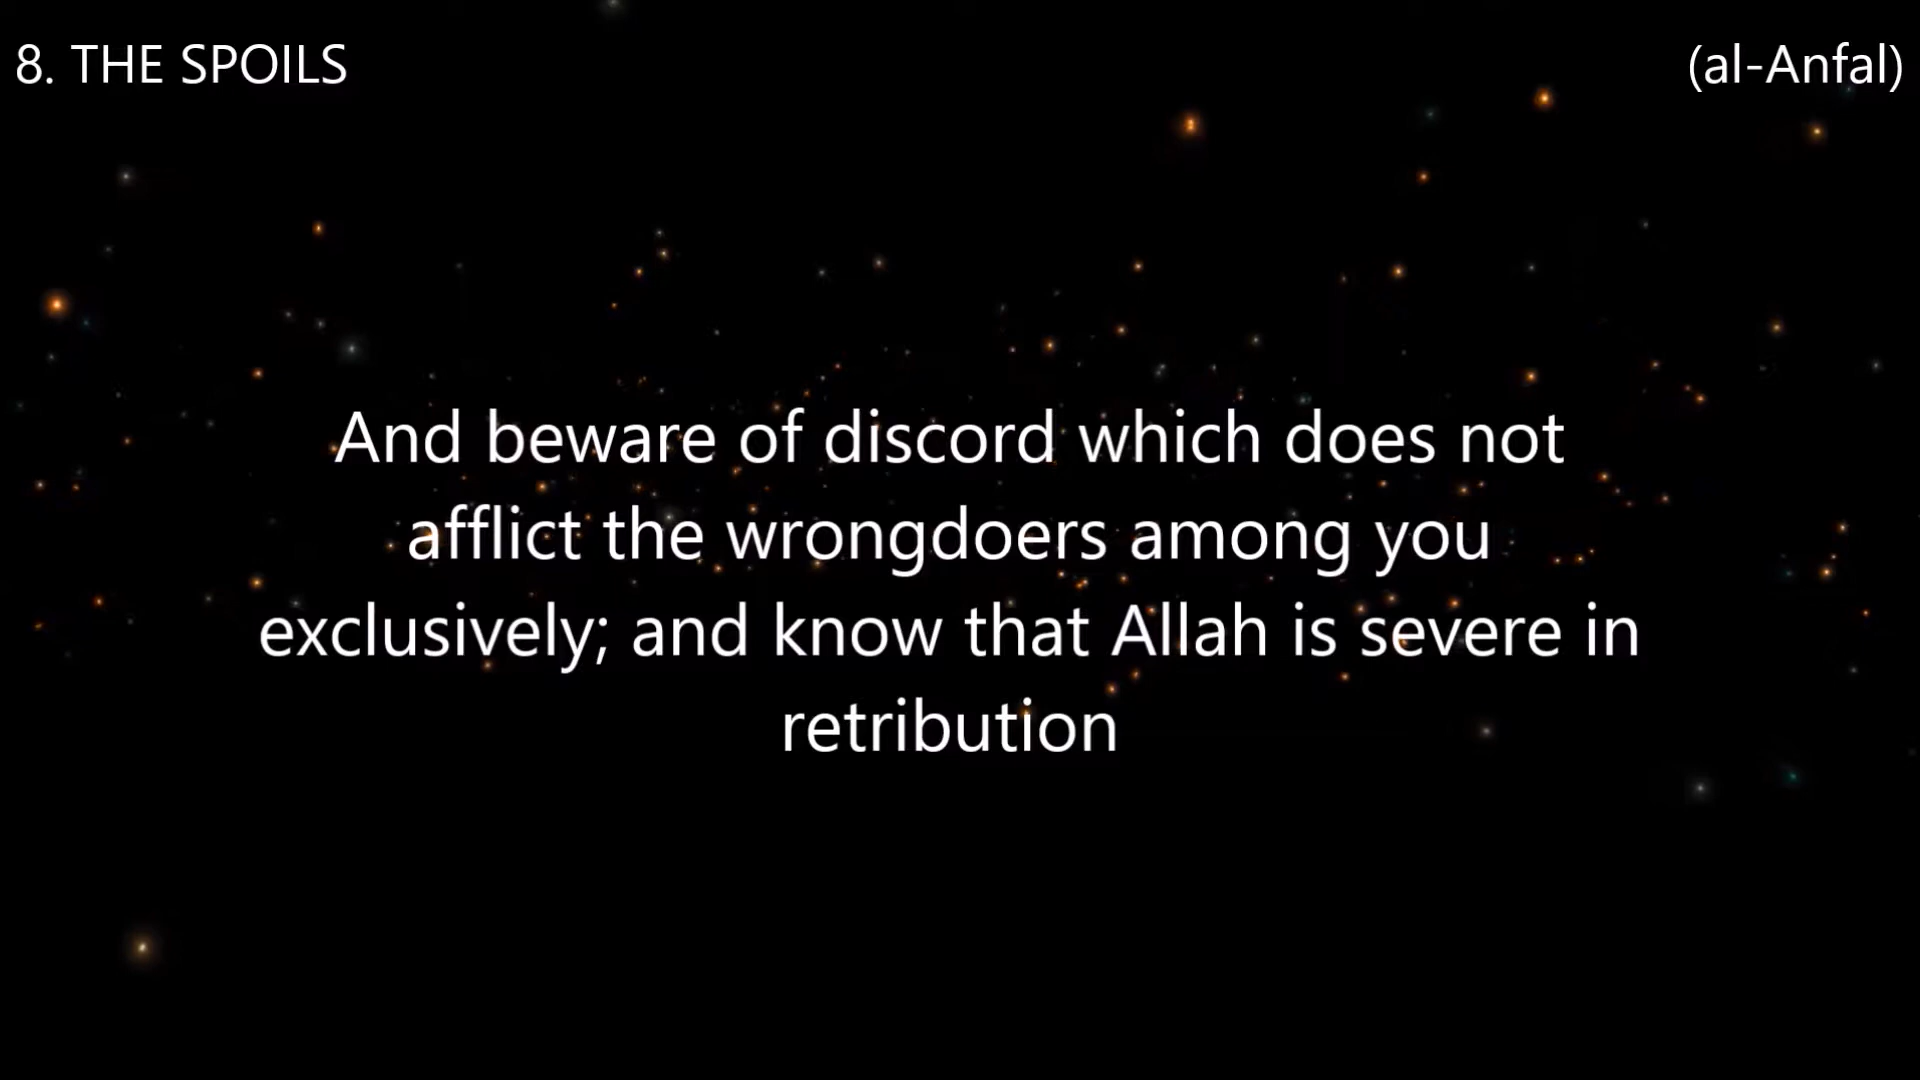 8. THE SPOILS
(al-Anfal)
And beware of discord which does not
afflict the wrongdoers among you
exclusively; and know that Allah is severe in
retribution